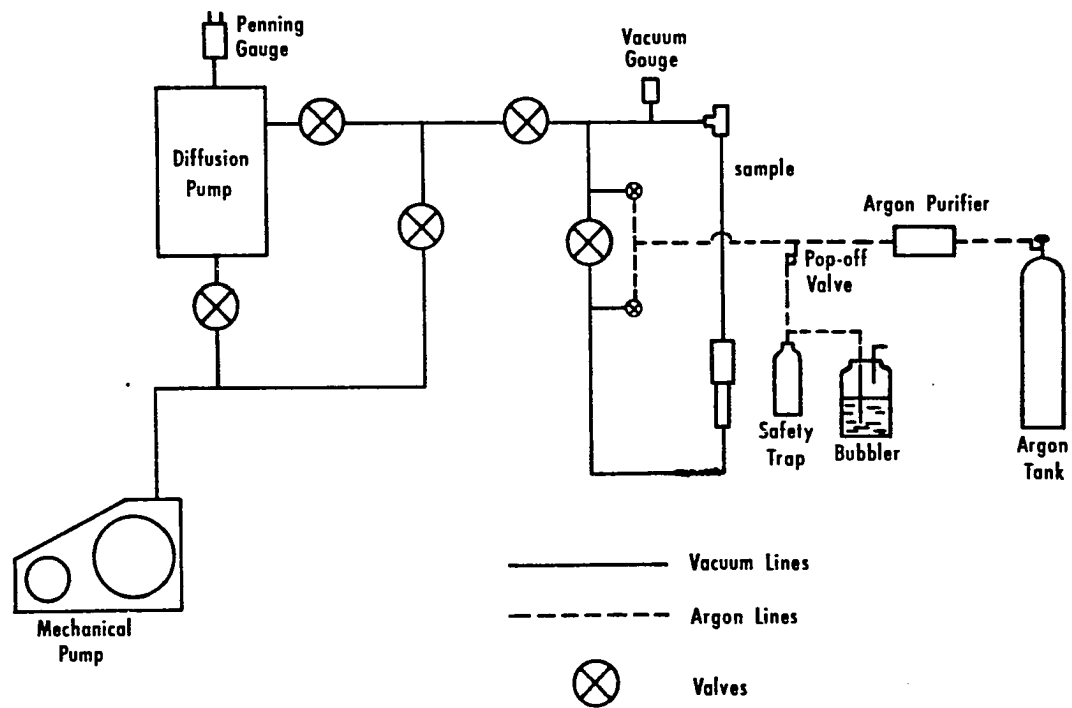 Penning
Gauge
Vacuum
Gouge
Diffusion
Pump
sample
Argon Purifier
Pop-off
Valve
Safety
Trap
Bubbler
Argon
Tank
Mechanical
Pump
Vacuum Lines
Argon Lines
Valves